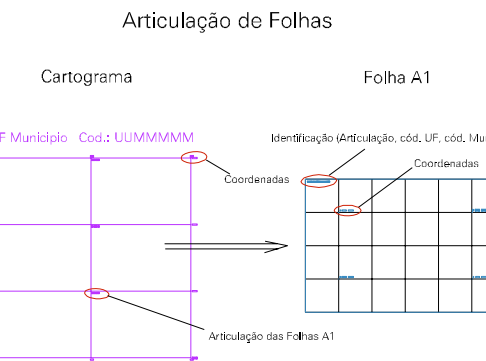 Articulação de Folhas
Cartograma
Folha A1
F Municipio Cod.: UUMMMMM
Identificação (Articulação, cód. UF, cód. Mu
Coordenadas
Coordenadas
Articulação das Folhas A1